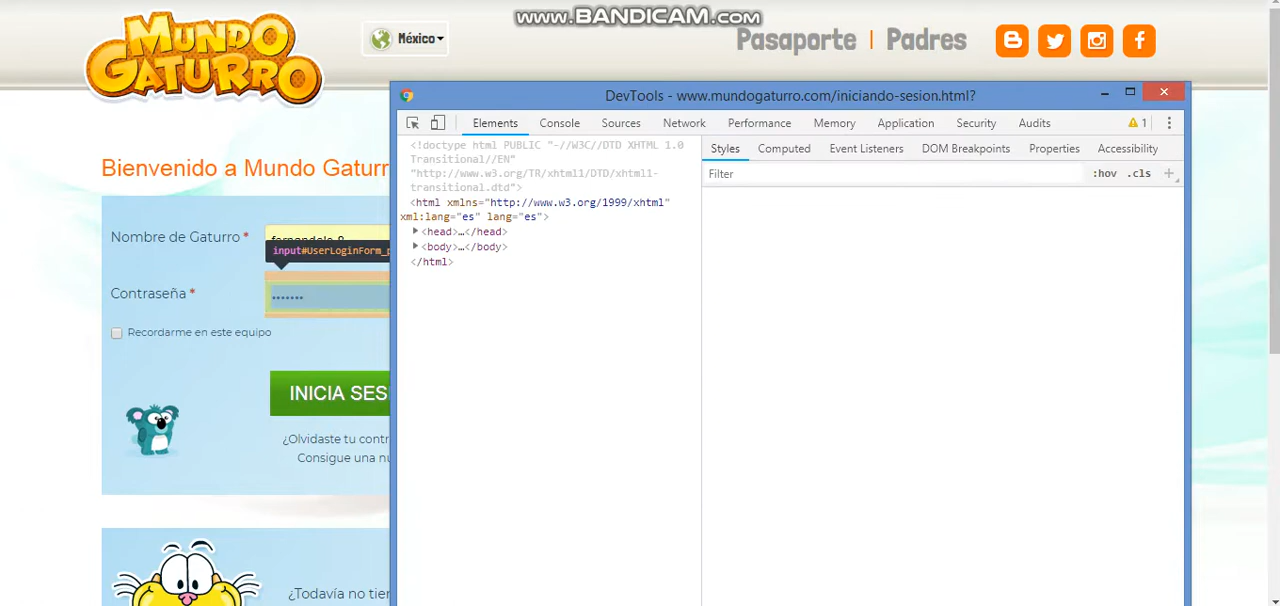 www.BANDICAM.com
MUNDO
GATURRO
México
Pasaporte | Padres
DevTools - www.mundogaturro.com/iniciando-sesion.html?
Elements Console Sources Network Performance Memory Application Security Audits 1
<!doctype html PUBLIC "-//W3C//DTD XHTML 1.0
Transitional//EN"
"http://www.w3.org/TR/xhtml1/DTD/xhtml1-
transitional.dtd">
<html xmlns="http://www.w3.org/1999/xhtml"
xml:lang="es" lang="es">
<head>…</head>
<body>…</body>
</html>
Styles Computed Event Listeners DOM Breakpoints Properties Accessibility
Filter :hov .cls +
Bienvenido a Mundo Gaturr
Nombre de Gaturro *
input#UserLoginForm_p
Contraseña *
•••••••
Recordarme en este equipo
INICIA SES
¿Olvidaste tu contr
Consigue una nu
¿Todavía no tier